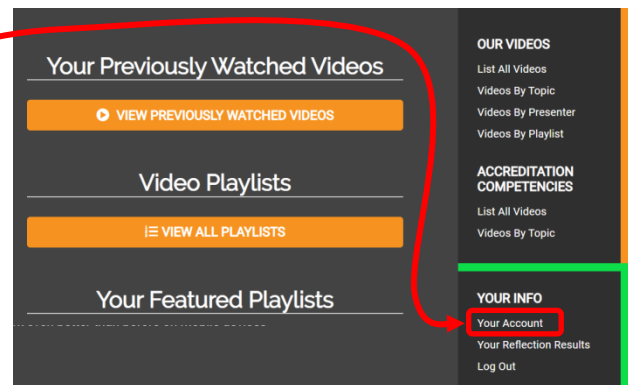 Your Previously Watched Videos
VIEW PREVIOUSLY WATCHED VIDEOS
Video Playlists
VIEW ALL PLAYLISTS
Your Featured Playlists
OUR VIDEOS
List All Videos
Videos By Topic
Videos By Presenter
Videos By Playlist
ACCREDITATION
COMPETENCIES
List All Videos
Videos By Topic
YOUR INFO
Your Account
Your Reflection Results
Log Out